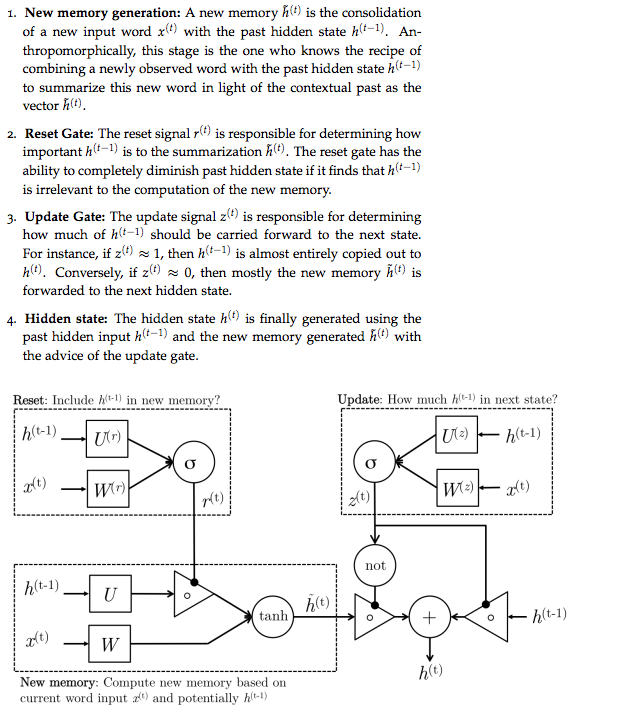 1. New memory generation: A new memory h̃(t) is the consolidation
of a new input word x(t) with the past hidden state h(t−1). An-
thropomorphically, this stage is the one who knows the recipe of
combining a newly observed word with the past hidden state h(t−1)
to summarize this new word in light of the contextual past as the
vector h̃(t).
2. Reset Gate: The reset signal r(t) is responsible for determining how
important h(t−1) is to the summarization h̃(t). The reset gate has the
ability to completely diminish past hidden state if it finds that h(t−1)
is irrelevant to the computation of the new memory.
3. Update Gate: The update signal z(t) is responsible for determining
how much of h(t−1) should be carried forward to the next state.
For instance, if z(t) ≈ 1, then h(t−1) is almost entirely copied out to
h(t). Conversely, if z(t) ≈ 0, then mostly the new memory h̃(t) is
forwarded to the next hidden state.
4. Hidden state: The hidden state h(t) is finally generated using the
past hidden input h(t−1) and the new memory generated h̃(t) with
the advice of the update gate.
Reset: Include h(t-1) in new memory?
h(t-1)
U(r)
σ
x(t)
W(r)
r(t)
Update: How much h(t-1) in next state?
U(z)
h(t-1)
σ
W(z)
x(t)
z(t)
not
h(t-1)
U
∘
tanh
h̃(t)
∘
+
∘
h(t-1)
x(t)
W
h(t)
New memory: Compute new memory based on
current word input x(t) and potentially h(t-1)